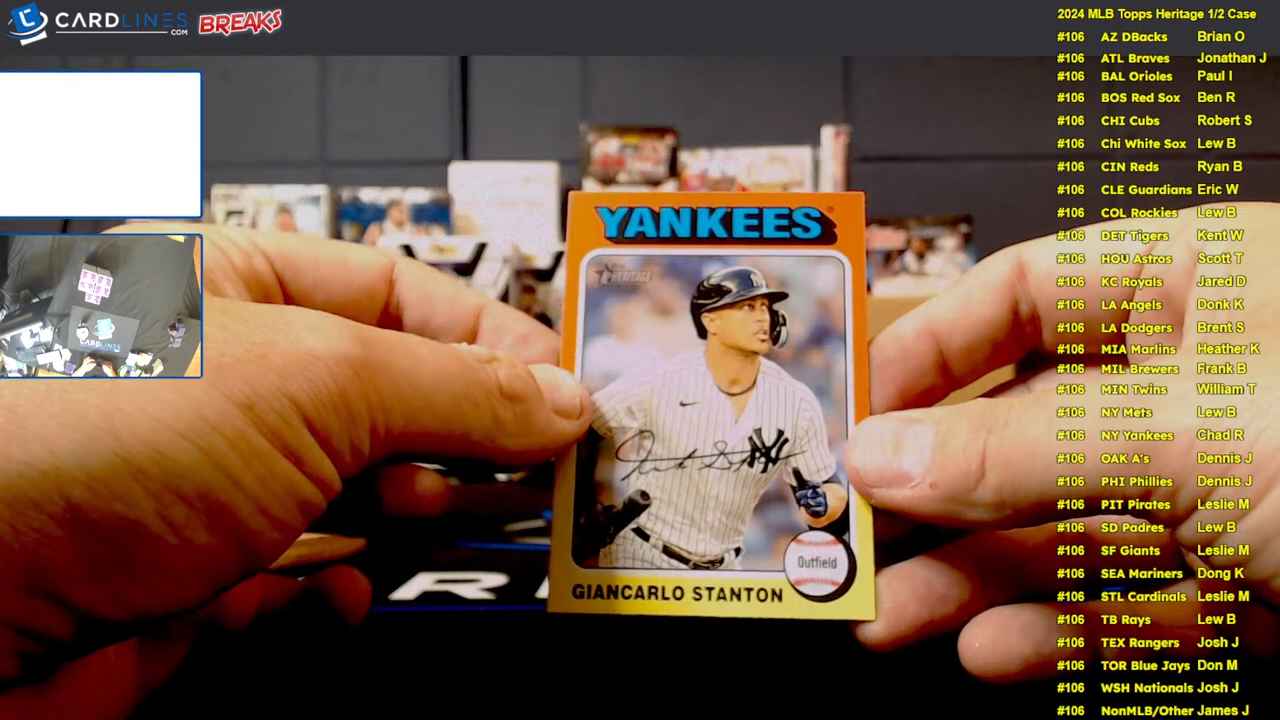 CARDLINES
.COM
BREAKS
2024 MLB Topps Heritage 1/2 Case
#106 AZ DBacks Brian O
#106 ATL Braves Jonathan J
#106 BAL Orioles Paul I
#106 BOS Red Sox Ben R
#106 CHI Cubs Robert S
#106 Chi White Sox Lew B
#106 CIN Reds Ryan B
#106 CLE Guardians Eric W
#106 COL Rockies Lew B
#106 DET Tigers Kent W
#106 HOU Astros Scott T
#106 KC Royals Jared D
#106 LA Angels Donk K
#106 LA Dodgers Brent S
#106 MIA Marlins Heather K
#106 MIL Brewers Frank B
#106 MIN Twins William T
#106 NY Mets Lew B
#106 NY Yankees Chad R
#106 OAK A's Dennis J
#106 PHI Phillies Dennis J
#106 PIT Pirates Leslie M
#106 SD Padres Lew B
#106 SF Giants Leslie M
#106 SEA Mariners Dong K
#106 STL Cardinals Leslie M
#106 TB Rays Lew B
#106 TEX Rangers Josh J
#106 TOR Blue Jays Don M
#106 WSH Nationals Josh J
#106 NonMLB/Other James J
YANKEES
HERITAGE
NY
Outfield
GIANCARLO STANTON
CARDLINES